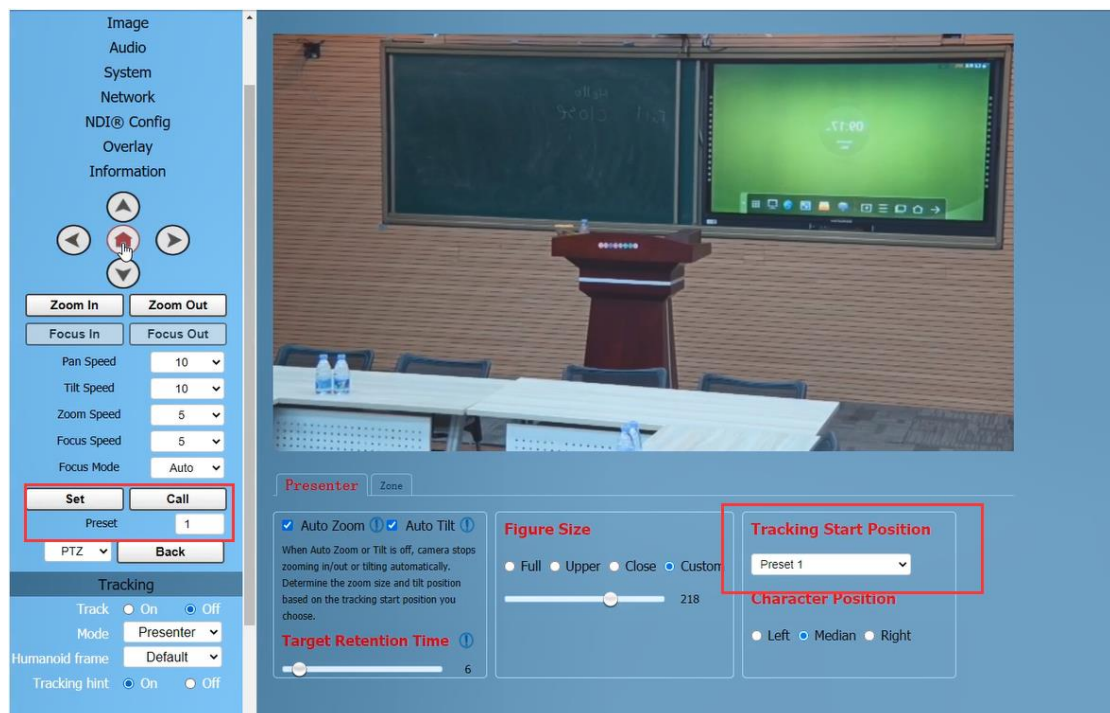 Image
Audio
System
Network
NDI® Config
Overlay
Information
Zoom In Zoom Out
Focus In Focus Out
Pan Speed 10
Tilt Speed 10
Zoom Speed 5
Focus Speed 5
Focus Mode Auto
Set Call
Preset 1
PTZ Back
Tracking
Track On Off
Mode Presenter
Humanoid frame Default
Tracking hint On Off
Hello
close
09:17
Presenter Zone
Auto Zoom Auto Tilt
When Auto Zoom or Tilt is off, camera stops
zooming in/out or tilting automatically.
Determine the zoom size and tilt position
based on the tracking start position you
choose.
Target Retention Time
6
Figure Size
Full Upper Close Custom
218
Tracking Start Position
Preset 1
Character Position
Left Median Right